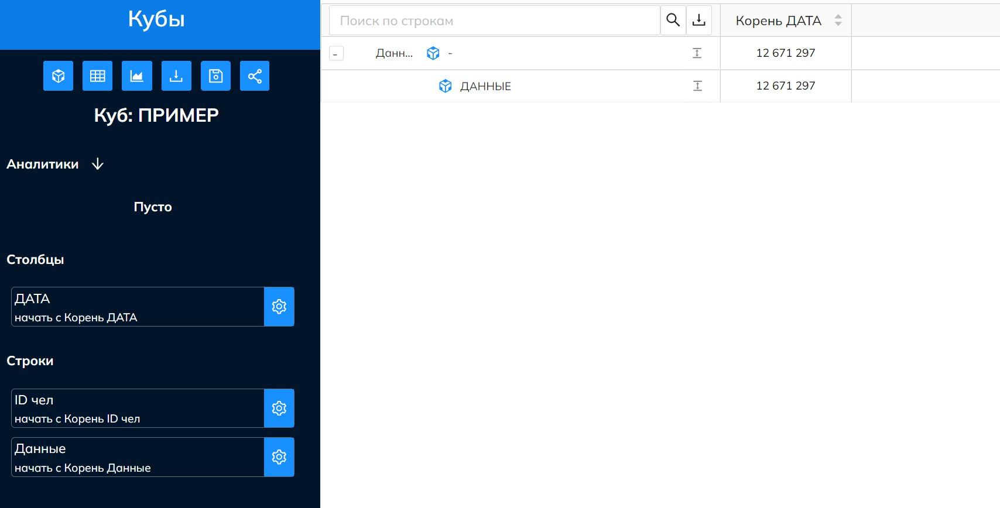 Кубы
Куб: ПРИМЕР
Аналитики
Пусто
Столбцы
ДАТА
начать с Корень ДАТА
Строки
ID чел
начать с Корень ID чел
Данные
начать с Корень Данные
Поиск по строкам
Корень ДАТА
- Данн... - 12 671 297
ДАННЫЕ 12 671 297